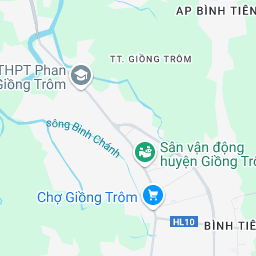 AP BÌNH TIÊN
TT. GIỒNG TRÔM
THPT Phan
Giồng Trôm
sông Bình Chánh
Sân vận động
huyện Giồng Trô
Chợ Giồng Trôm
HL10
BÌNH TIÊ